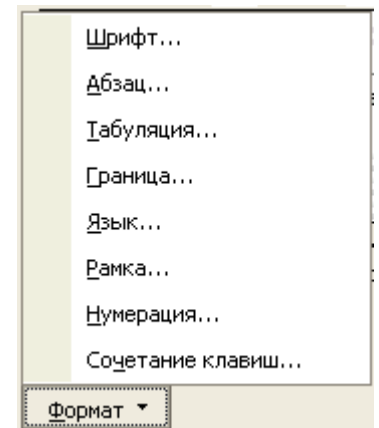 Шрифт...
Абзац...
Табуляция...
Граница...
Язык...
Рамка...
Нумерация...
Сочетание клавиш...
Формат